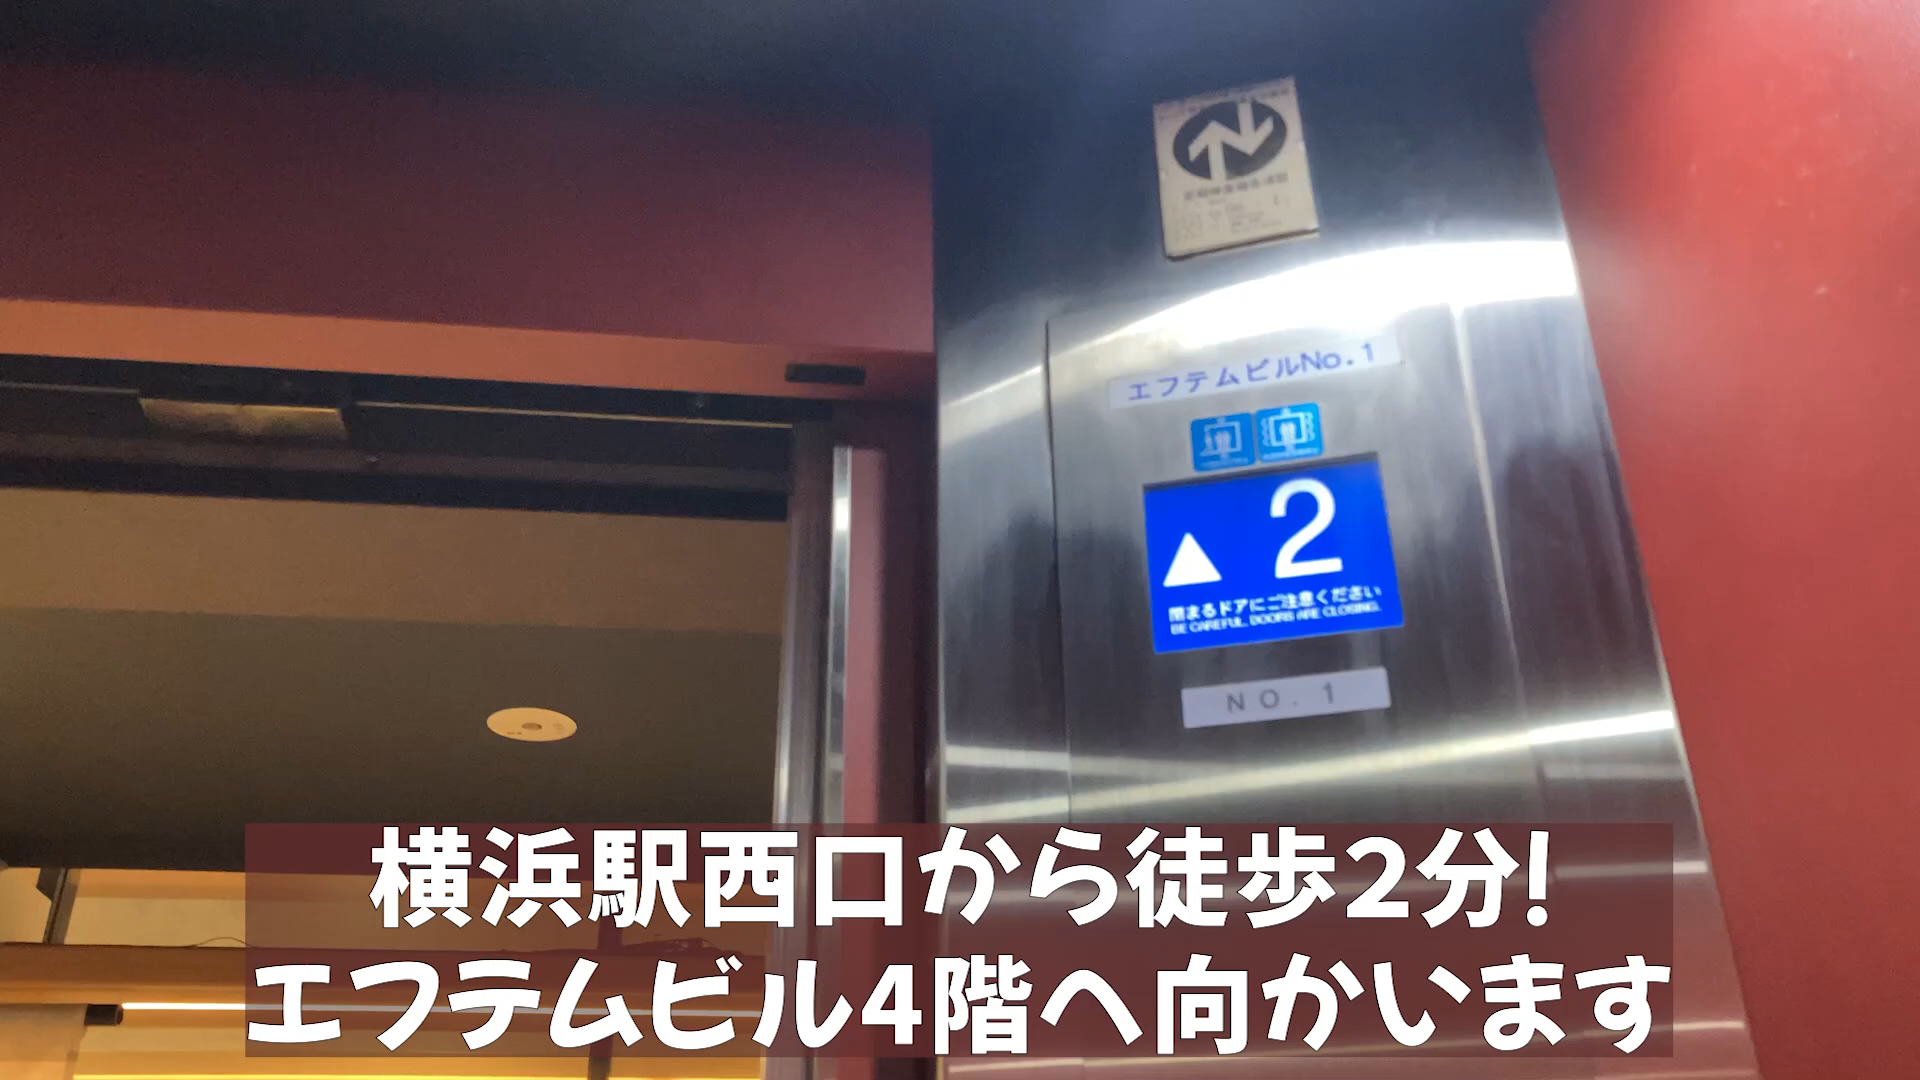 エフテムビルNo.1
2
閉まるドアにご注意ください
BE CAREFUL. DOORS ARE CLOSING.
NO.1
横浜駅西口から徒歩2分!
エフテムビル4階へ向かいます